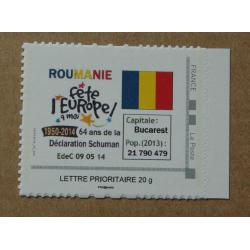 ROUMANIE
fête
l'EUROPE!
9 mai
1950-2014 64 ans de la
Déclaration Schuman
EdeC 09 05 14
Capitale :
Bucarest
Pop. (2013) :
21 790 479
LETTRE PRIORITAIRE 20 g
FRANCE
La Poste